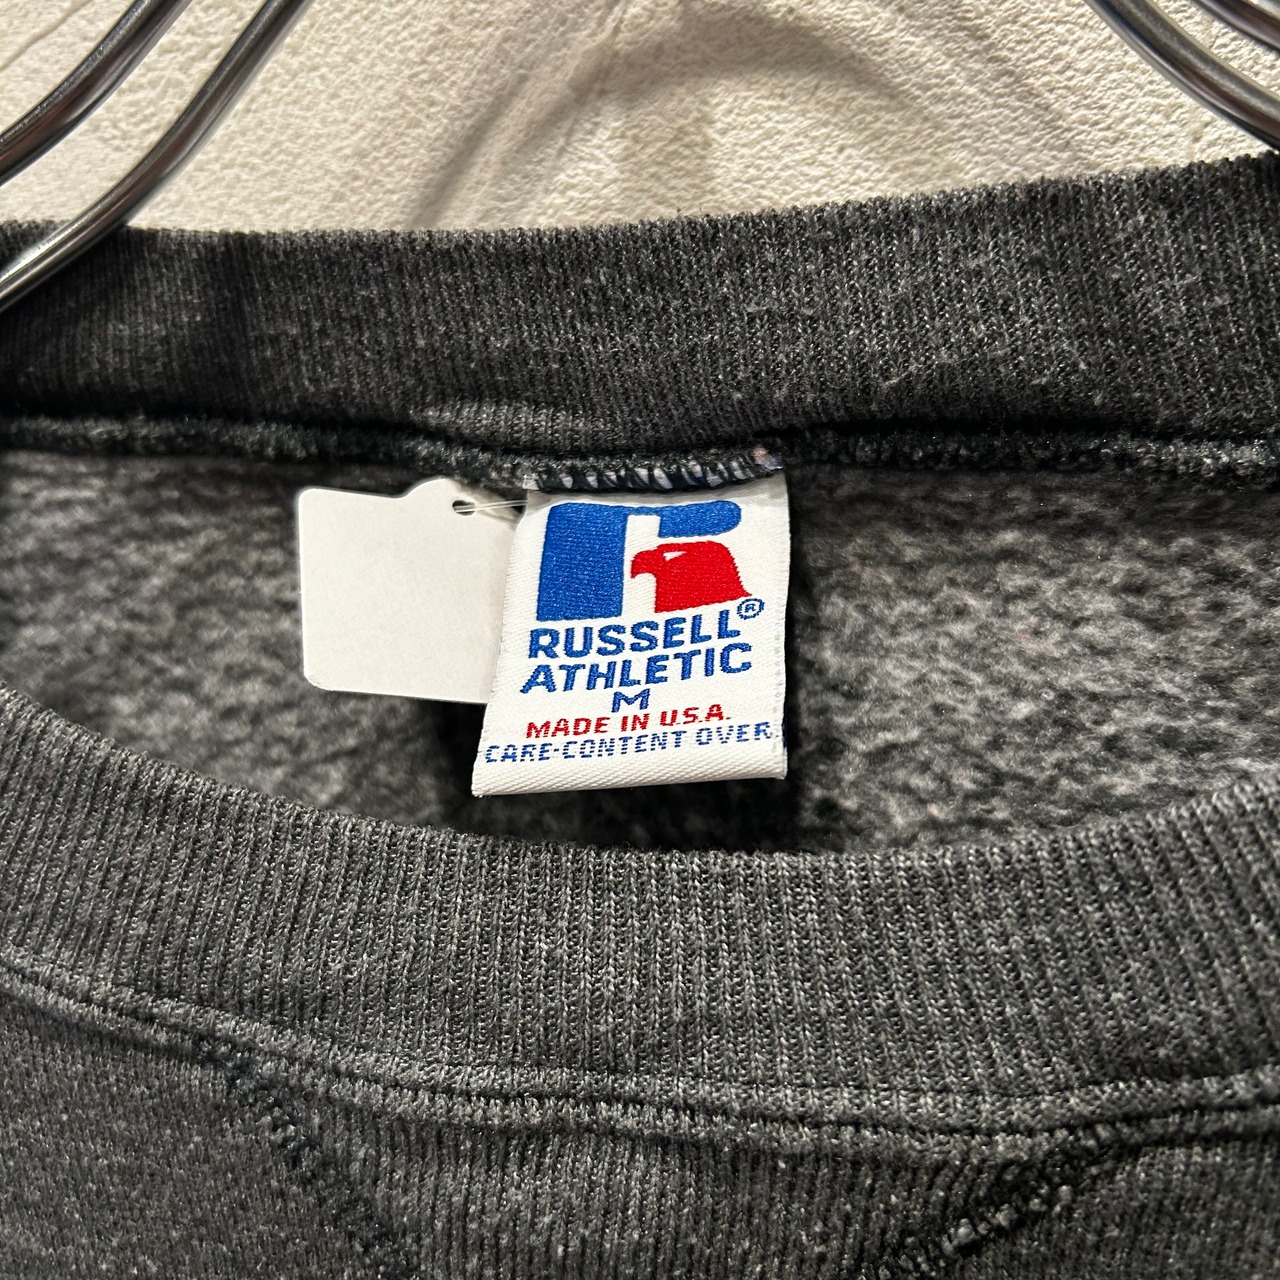 RUSSELL®
ATHLETIC
M
MADE IN U.S.A.
CARE-CONTENT OVER